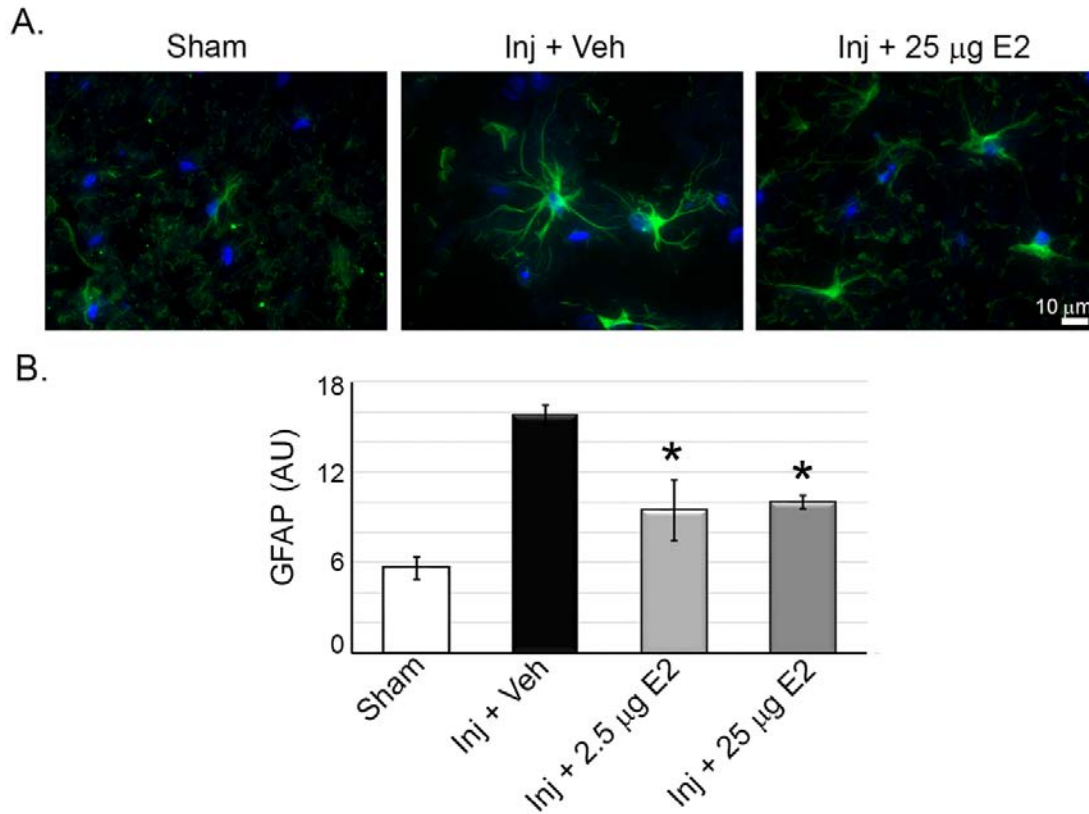 A.
Sham Inj + Veh Inj + 25 μg E2
10 μm
B.
18
12
6
0
GFAP (AU)
* *
Sham
Inj + Veh
Inj + 2.5 μg E2
Inj + 25 μg E2